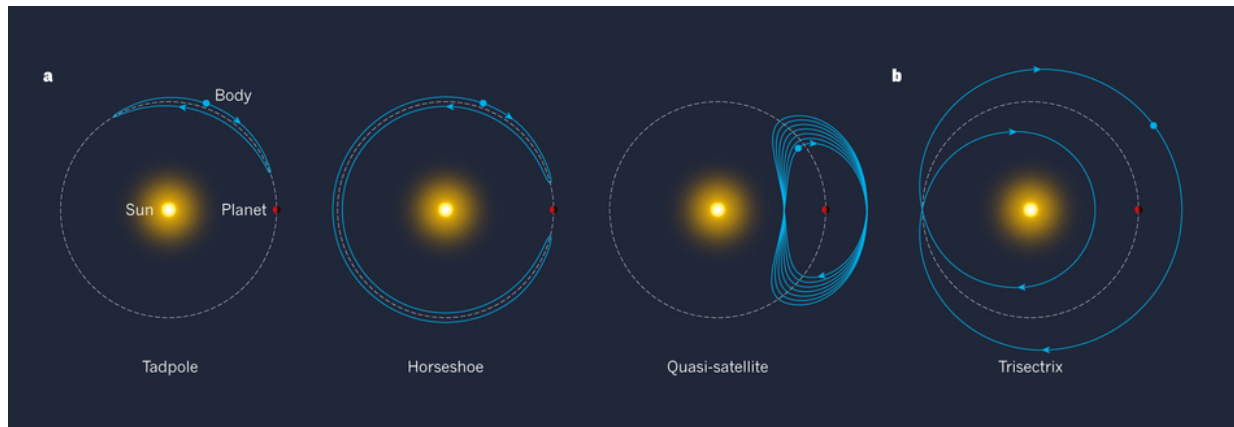 a
Body
Sun
Planet
Tadpole
Horseshoe
Quasi-satellite
b
Trisectrix